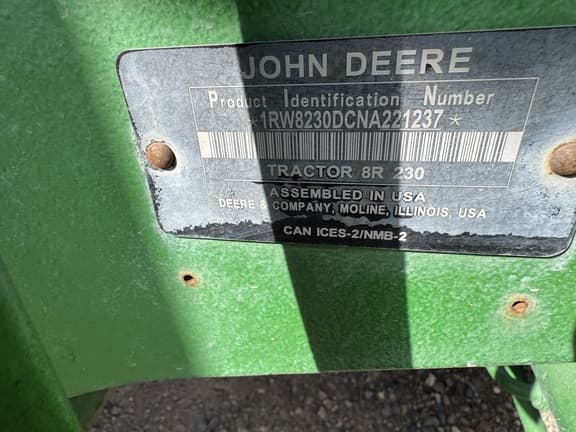 JOHN DEERE
Product Identification Number
*1RW8230DCNA221237*
TRACTOR 8R 230
ASSEMBLED IN USA
DEERE & COMPANY, MOLINE, ILLINOIS, USA
CAN ICES-2/NMB-2